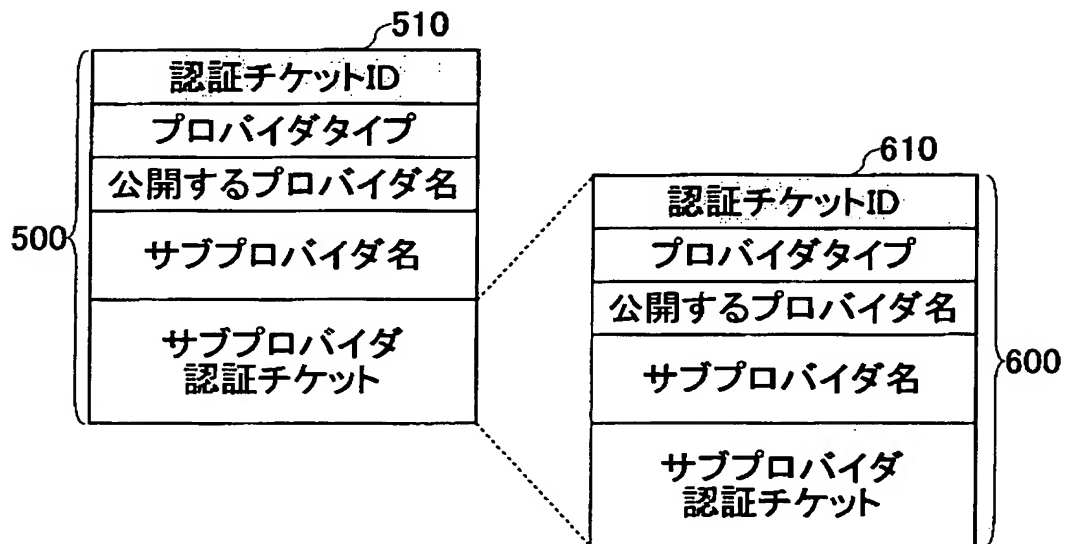 510
認証チケットID
プロバイダタイプ
公開するプロバイダ名
500
サブプロバイダ名
サブプロバイダ
認証チケット
610
認証チケットID
プロバイダタイプ
公開するプロバイダ名
サブプロバイダ名
600
サブプロバイダ
認証チケット